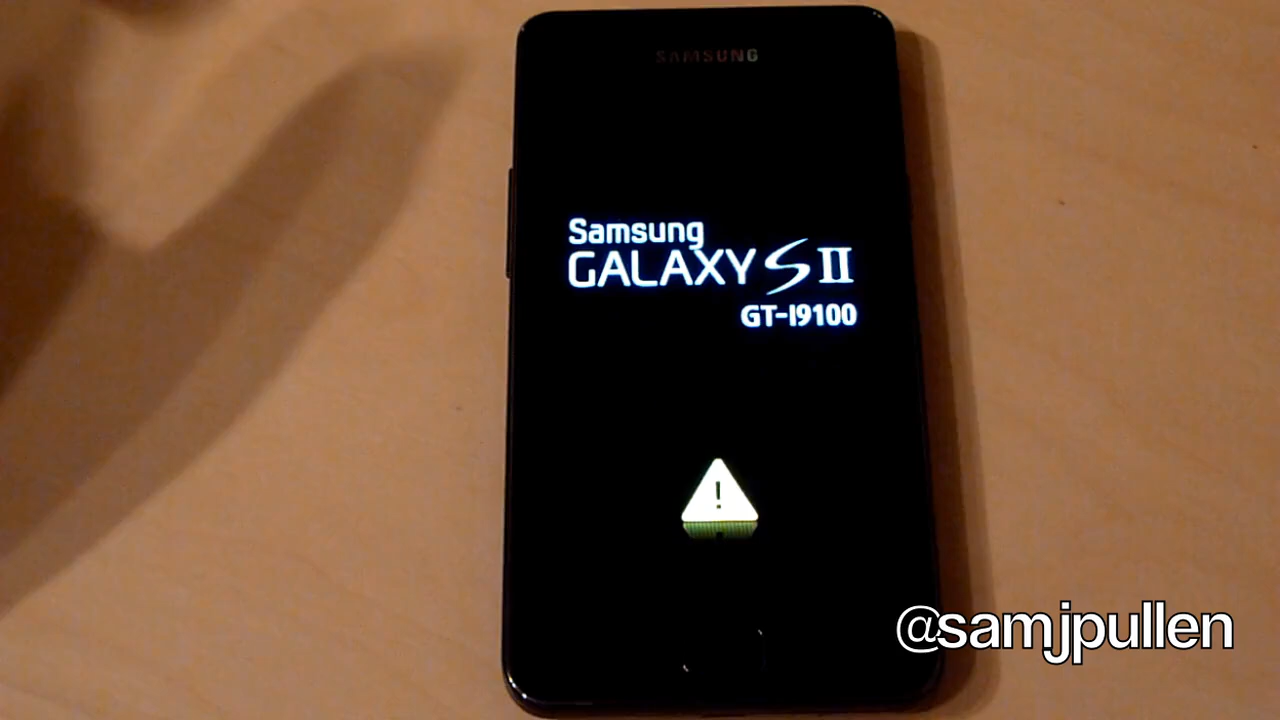 SAMSUNG
Samsung
GALAXY S II
GT-I9100
!
@samjpullen